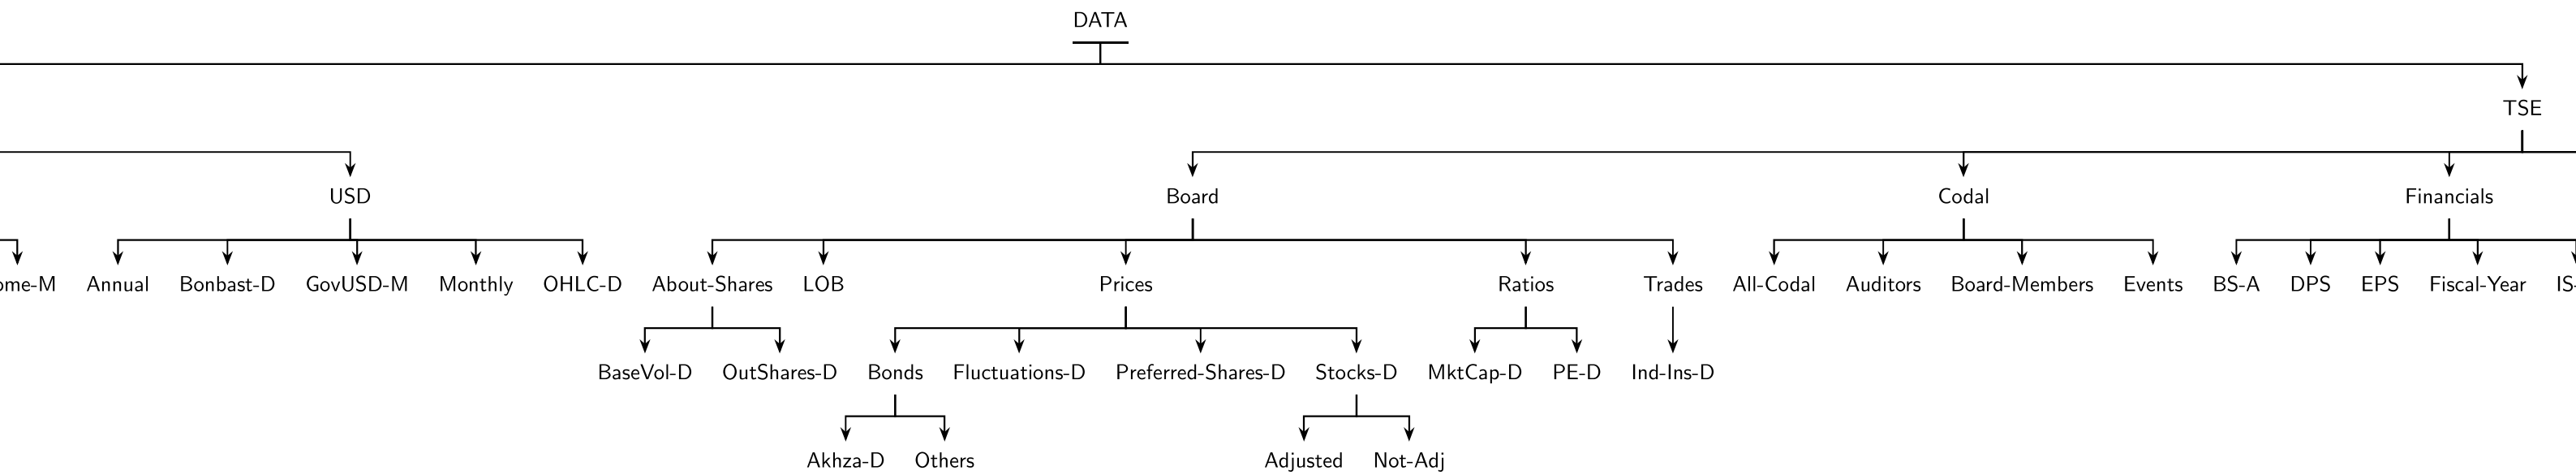 DATA
TSE
USD Board Codal Financials
ome-M Annual Bonbast-D GovUSD-M Monthly OHLC-D About-Shares LOB Prices Ratios Trades All-Codal Auditors Board-Members Events BS-A DPS EPS Fiscal-Year IS-
BaseVol-D OutShares-D Bonds Fluctuations-D Preferred-Shares-D Stocks-D MktCap-D PE-D Ind-Ins-D
Akhza-D Others Adjusted Not-Adj